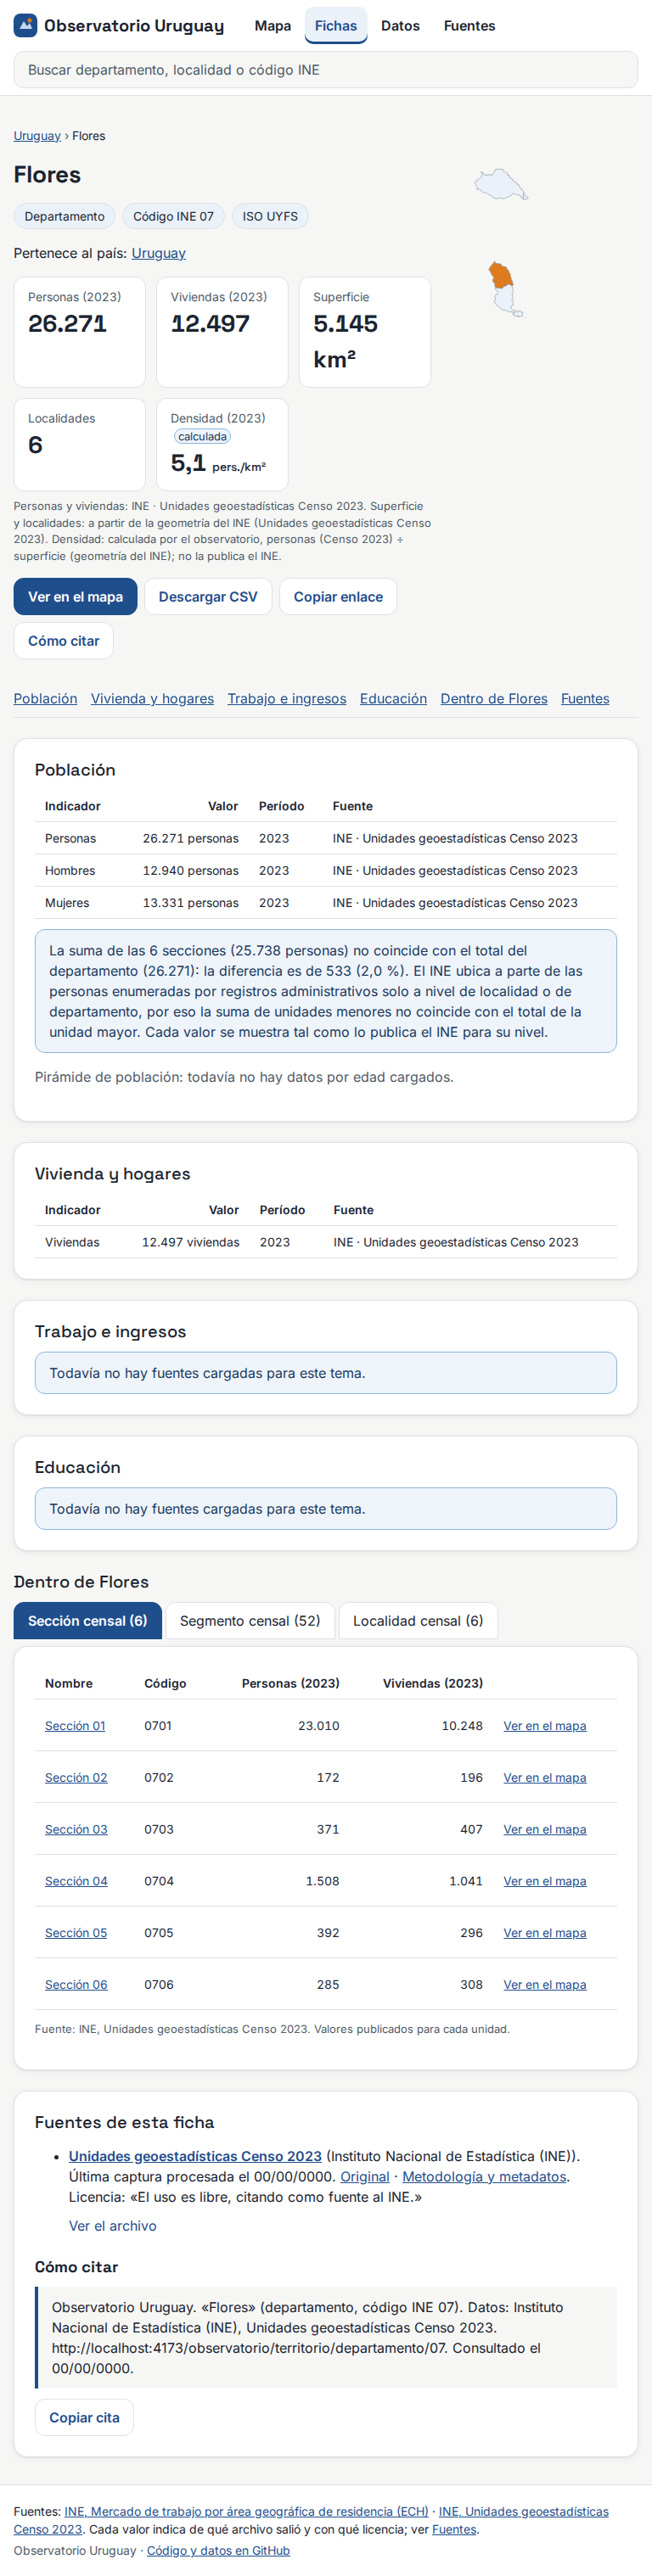 Observatorio Uruguay
Mapa
Fichas
Datos
Fuentes
Buscar departamento, localidad o código INE
Uruguay › Flores
Flores
Departamento
Código INE 07
ISO UYFS
Pertenece al país: Uruguay
Personas (2023)
26.271
Viviendas (2023)
12.497
Superficie
5.145
km²
Localidades
6
Densidad (2023)
calculada
5,1 pers./km²
Personas y viviendas: INE · Unidades geoestadísticas Censo 2023. Superficie
y localidades: a partir de la geometría del INE (Unidades geoestadísticas Censo
2023). Densidad: calculada por el observatorio, personas (Censo 2023) ÷
superficie (geometría del INE); no la publica el INE.
Ver en el mapa
Descargar CSV
Copiar enlace
Cómo citar
Población Vivienda y hogares Trabajo e ingresos Educación Dentro de Flores Fuentes
Población
Indicador Valor Período Fuente
Personas 26.271 personas 2023 INE · Unidades geoestadísticas Censo 2023
Hombres 12.940 personas 2023 INE · Unidades geoestadísticas Censo 2023
Mujeres 13.331 personas 2023 INE · Unidades geoestadísticas Censo 2023
La suma de las 6 secciones (25.738 personas) no coincide con el total del
departamento (26.271): la diferencia es de 533 (2,0 %). El INE ubica a parte de las
personas enumeradas por registros administrativos solo a nivel de localidad o de
departamento, por eso la suma de unidades menores no coincide con el total de la
unidad mayor. Cada valor se muestra tal como lo publica el INE para su nivel.
Pirámide de población: todavía no hay datos por edad cargados.
Vivienda y hogares
Indicador Valor Período Fuente
Viviendas 12.497 viviendas 2023 INE · Unidades geoestadísticas Censo 2023
Trabajo e ingresos
Todavía no hay fuentes cargadas para este tema.
Educación
Todavía no hay fuentes cargadas para este tema.
Dentro de Flores
Sección censal (6)
Segmento censal (52)
Localidad censal (6)
Nombre Código Personas (2023) Viviendas (2023)
Sección 01 0701 23.010 10.248 Ver en el mapa
Sección 02 0702 172 196 Ver en el mapa
Sección 03 0703 371 407 Ver en el mapa
Sección 04 0704 1.508 1.041 Ver en el mapa
Sección 05 0705 392 296 Ver en el mapa
Sección 06 0706 285 308 Ver en el mapa
Fuente: INE, Unidades geoestadísticas Censo 2023. Valores publicados para cada unidad.
Fuentes de esta ficha
• Unidades geoestadísticas Censo 2023 (Instituto Nacional de Estadística (INE)).
Última captura procesada el 00/00/0000. Original · Metodología y metadatos.
Licencia: «El uso es libre, citando como fuente al INE.»
Ver el archivo
Cómo citar
Observatorio Uruguay. «Flores» (departamento, código INE 07). Datos: Instituto
Nacional de Estadística (INE), Unidades geoestadísticas Censo 2023.
http://localhost:4173/observatorio/territorio/departamento/07. Consultado el
00/00/0000.
Copiar cita
Fuentes: INE, Mercado de trabajo por área geográfica de residencia (ECH) · INE, Unidades geoestadísticas
Censo 2023. Cada valor indica de qué archivo salió y con qué licencia; ver Fuentes.
Observatorio Uruguay · Código y datos en GitHub